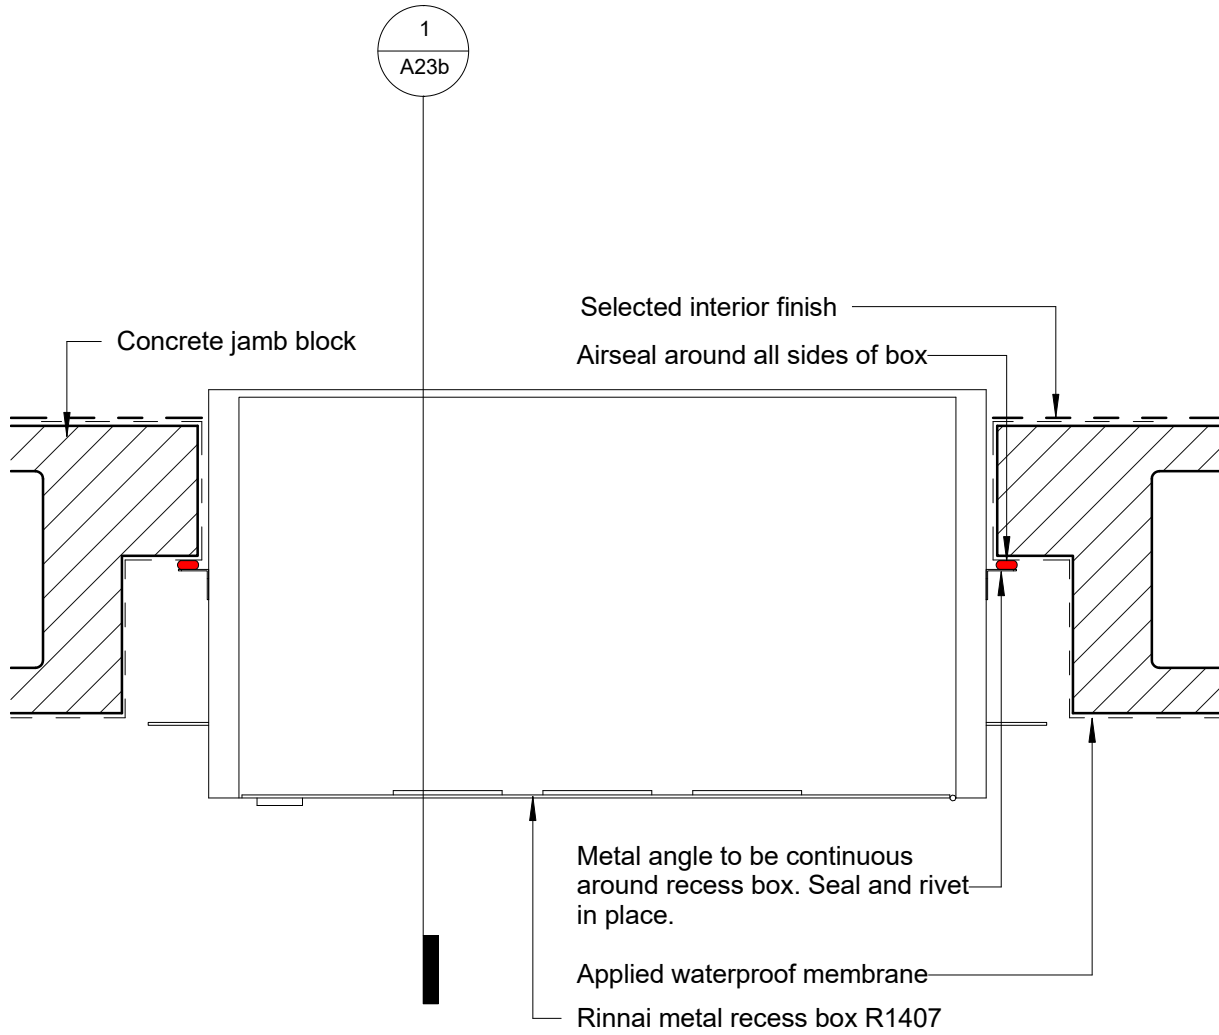 1
A23b
Selected interior finish
Concrete jamb block
Airseal around all sides of box
Metal angle to be continuous
around recess box. Seal and rivet
in place.
Applied waterproof membrane
Rinnai metal recess box R1407